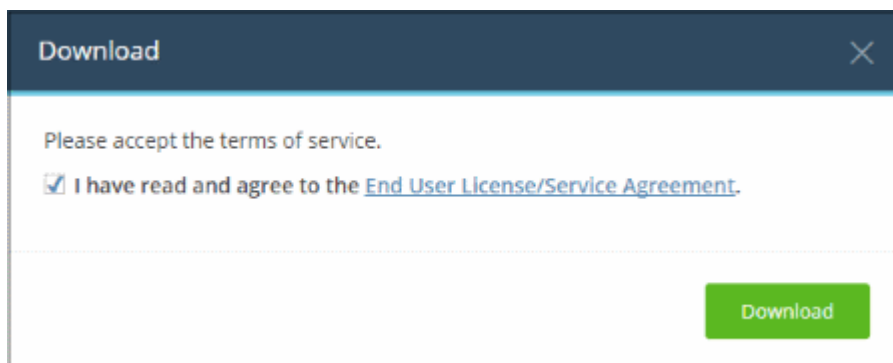 Download
Please accept the terms of service.
I have read and agree to the End User License/Service Agreement.
Download